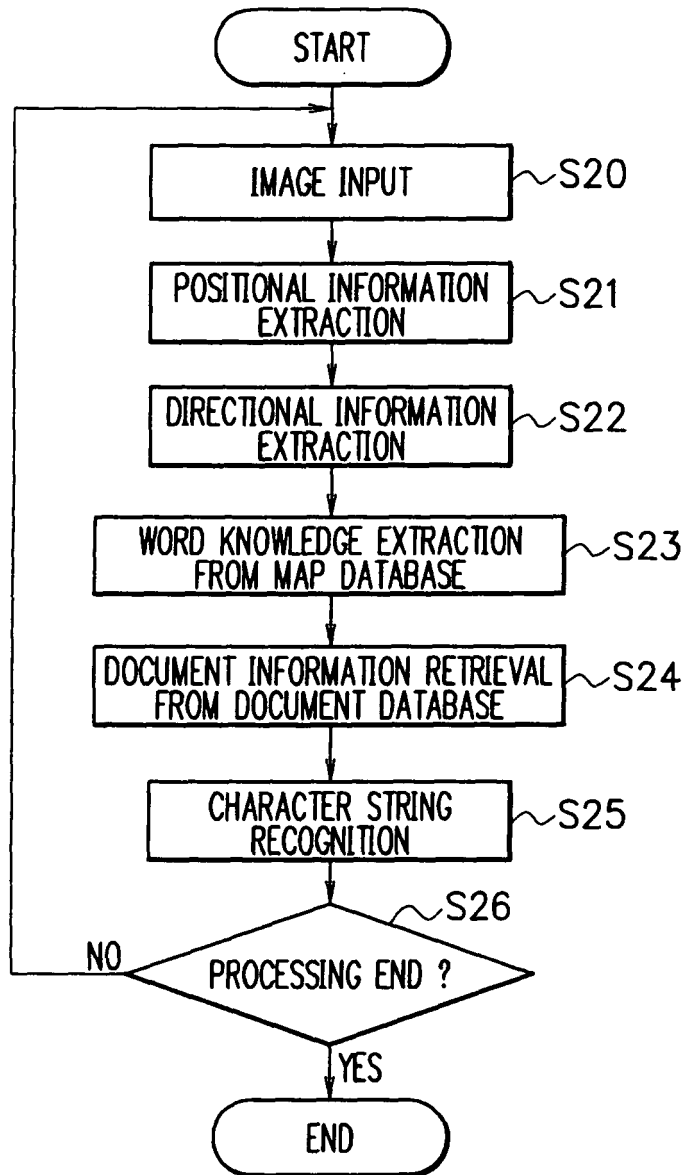 START
IMAGE INPUT
S20
POSITIONAL INFORMATION
EXTRACTION
S21
DIRECTIONAL INFORMATION
EXTRACTION
S22
WORD KNOWLEDGE EXTRACTION
FROM MAP DATABASE
S23
DOCUMENT INFORMATION RETRIEVAL
FROM DOCUMENT DATABASE
S24
CHARACTER STRING
RECOGNITION
S25
S26
PROCESSING END ?
NO
YES
END